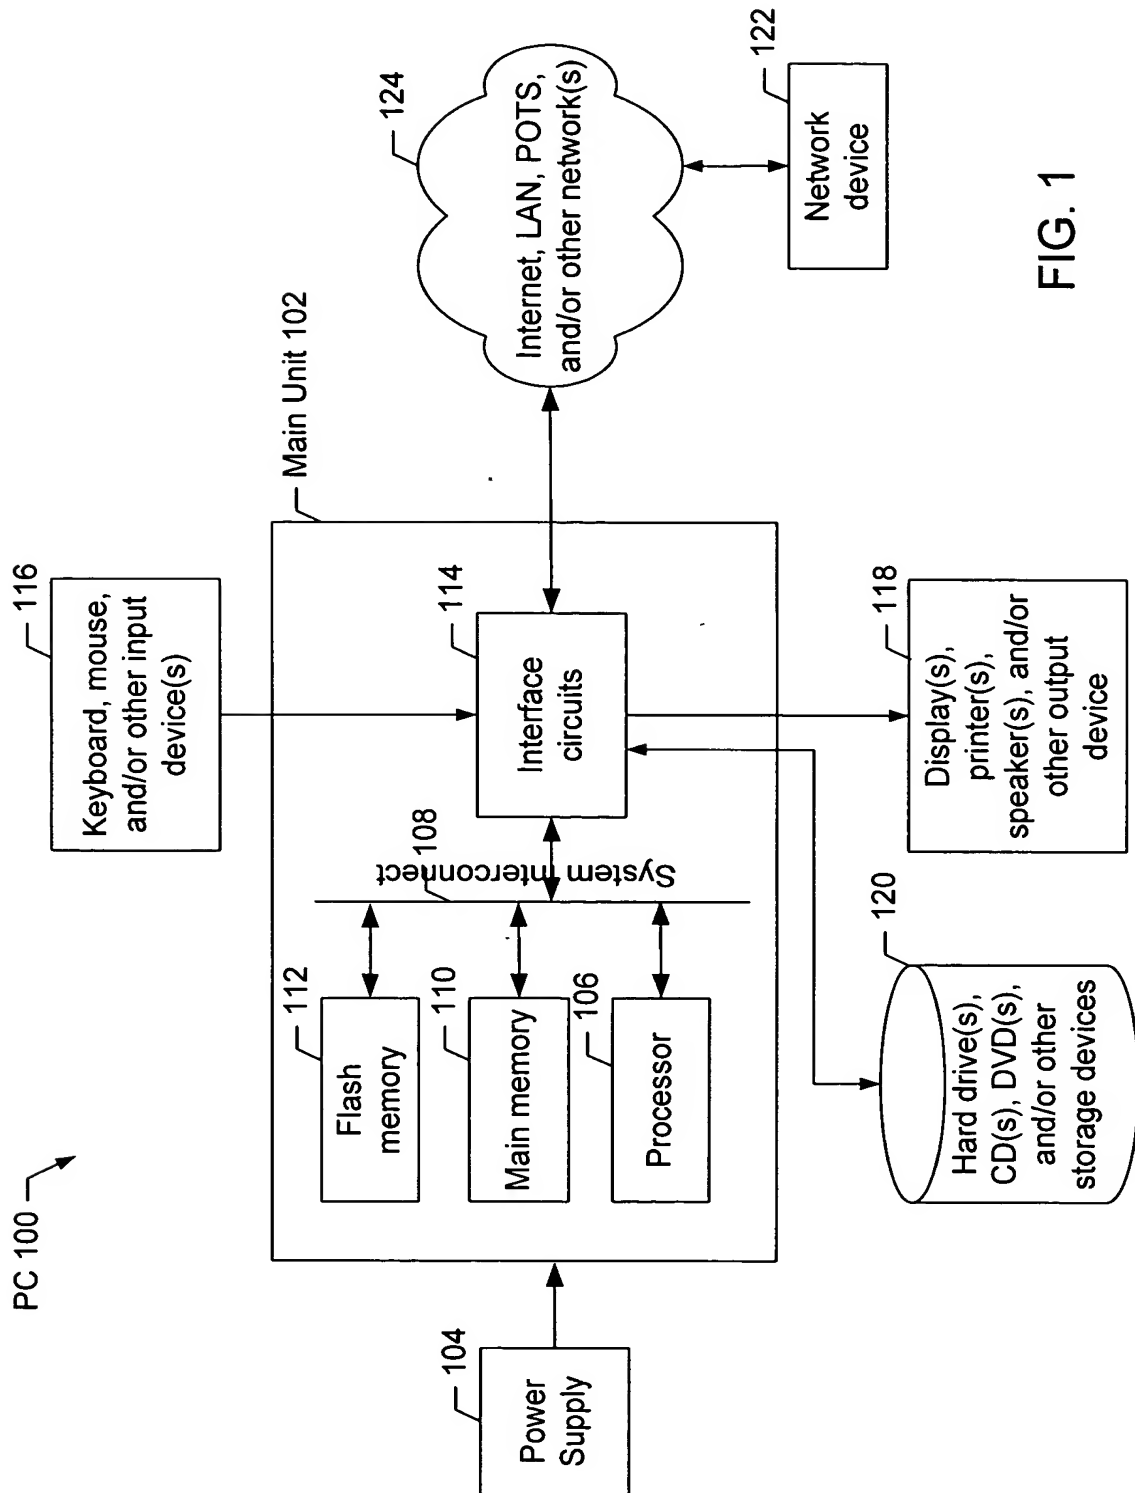 PC 100
116
Keyboard, mouse,
and/or other input
device(s)
Main Unit 102
124
Internet, LAN, POTS,
and/or other network(s)
122
Network
device
104
Power
Supply
112
Flash
memory
110
Main memory
106
Processor
108
System Interconnect
114
Interface
circuits
120
Hard drive(s),
CD(s), DVD(s),
and/or other
storage devices
118
Display(s),
printer(s),
speaker(s), and/or
other output
device
FIG. 1